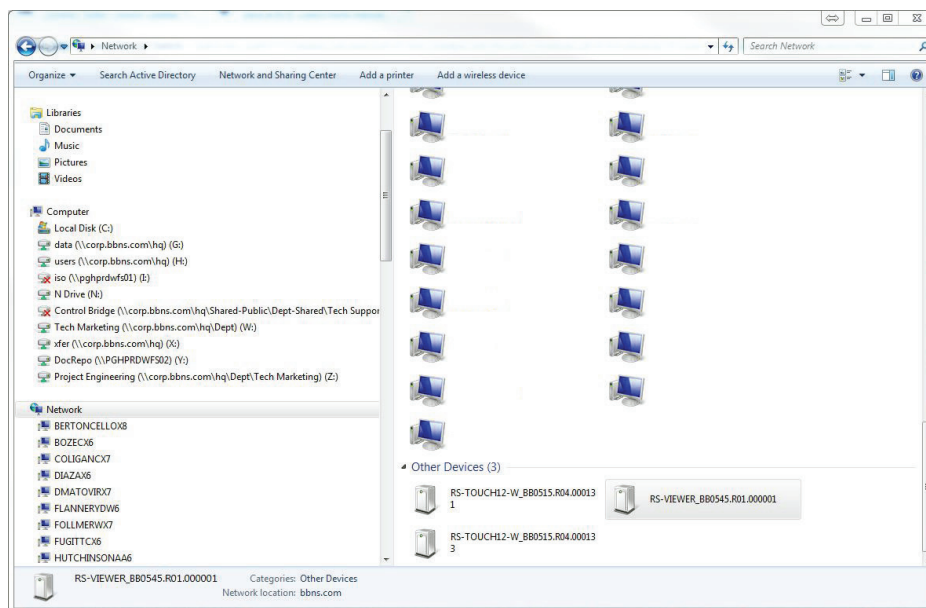 Network
Search Network
Organize
Search Active Directory
Network and Sharing Center
Add a printer
Add a wireless device
Libraries
Documents
Music
Pictures
Videos
Computer
Local Disk (C:)
data (\\corp.bbns.com\hq) (G:)
users (\\corp.bbns.com\hq) (H:)
iso (\\pghprdwfs01) (I:)
N Drive (N:)
Control Bridge (\\corp.bbns.com\hq\Shared-Public\Dept-Shared\Tech Suppor
Tech Marketing (\\corp.bbns.com\hq\Dept) (W:)
xfer (\\corp.bbns.com\hq) (X:)
DocRepo (\\PGHPRDWFS02) (Y:)
Project Engineering (\\corp.bbns.com\hq\Dept\Tech Marketing) (Z:)
Network
BERTONCELLOX8
BOZECX6
COLIGANCX7
DIAZAX6
DMATOVIRX7
FLANNERYDW6
FOLLMERWX7
FUGITTCX6
HUTCHINSONAA6
Other Devices (3)
RS-TOUCH12-W_BB0515.R04.00013
1
RS-VIEWER_BB0545.R01.000001
RS-TOUCH12-W_BB0515.R04.00013
3
RS-VIEWER_BB0545.R01.000001
Categories: Other Devices
Network location: bbns.com